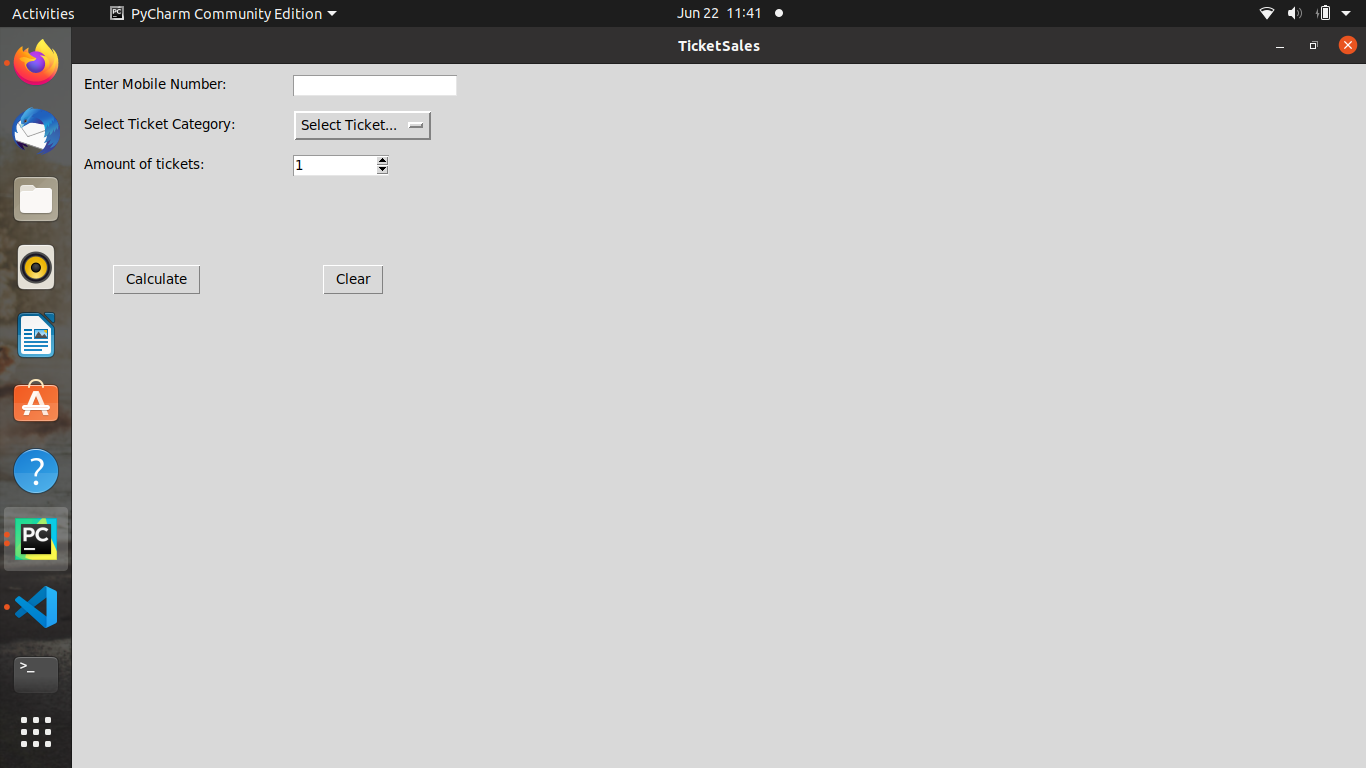 Activities PyCharm Community Edition Jun 22 11:41
TicketSales
Enter Mobile Number:
Select Ticket Category: Select Ticket...
Amount of tickets: 1
Calculate Clear
PC
>_